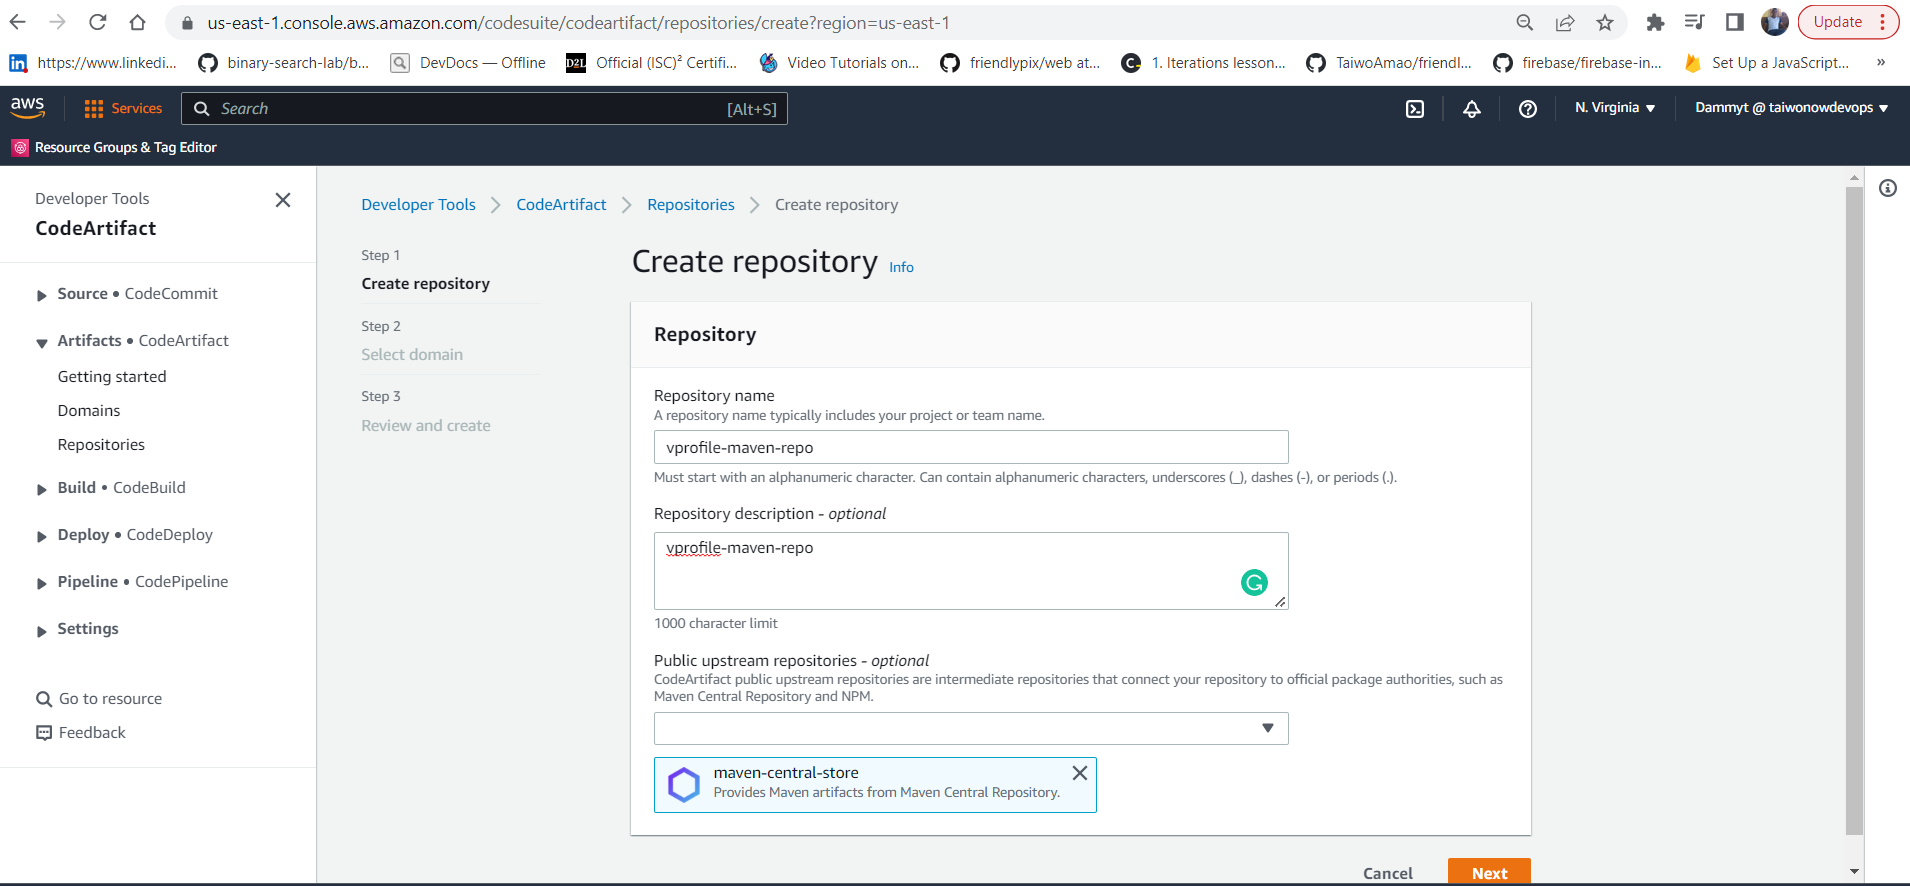 us-east-1.console.aws.amazon.com/codesuite/codeartifact/repositories/create?region=us-east-1
Update
in https://www.linkedi...
binary-search-lab/b...
DevDocs — Offline
D2L Official (ISC)² Certifi...
Video Tutorials on...
friendlypix/web at...
1. Iterations lesson...
TaiwoAmao/friendl...
firebase/firebase-in...
Set Up a JavaScript...
»
aws
Services
Search
[Alt+S]
N. Virginia
Dammyt @ taiwonowdevops
Resource Groups & Tag Editor
Developer Tools
CodeArtifact
Source • CodeCommit
Artifacts • CodeArtifact
Getting started
Domains
Repositories
Build • CodeBuild
Deploy • CodeDeploy
Pipeline • CodePipeline
Settings
Go to resource
Feedback
Developer Tools
CodeArtifact
Repositories
Create repository
Step 1
Create repository
Step 2
Select domain
Step 3
Review and create
Create repository Info
Repository
Repository name
A repository name typically includes your project or team name.
vprofile-maven-repo
Must start with an alphanumeric character. Can contain alphanumeric characters, underscores (_), dashes (-), or periods (.).
Repository description - optional
vprofile-maven-repo
1000 character limit
Public upstream repositories - optional
CodeArtifact public upstream repositories are intermediate repositories that connect your repository to official package authorities, such as
Maven Central Repository and NPM.
maven-central-store
Provides Maven artifacts from Maven Central Repository.
Cancel
Next